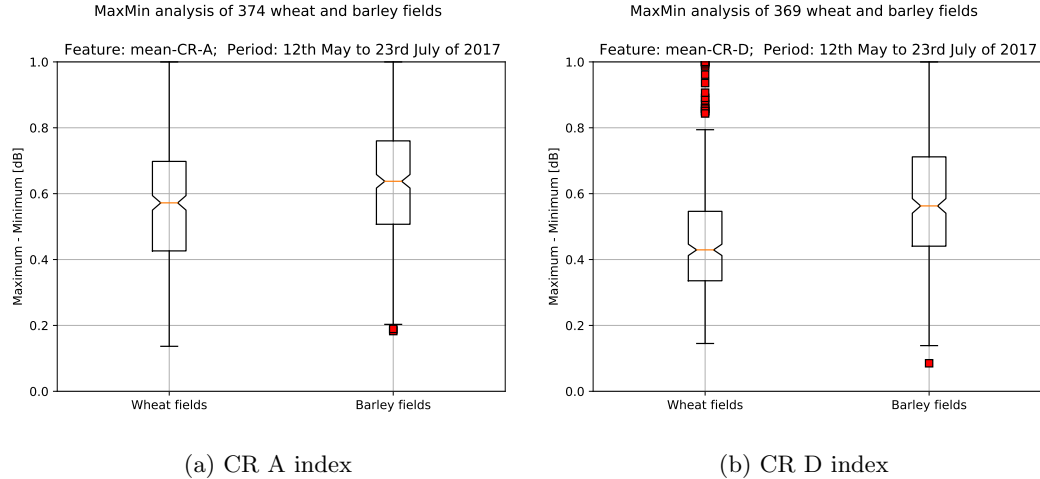 MaxMin analysis of 374 wheat and barley fields
Feature: mean-CR-A;  Period: 12th May to 23rd July of 2017
1.0
0.8
0.6
0.4
0.2
0.0
Maximum - Minimum [dB]
Wheat fields
Barley fields
(a) CR A index
MaxMin analysis of 369 wheat and barley fields
Feature: mean-CR-D;  Period: 12th May to 23rd July of 2017
1.0
0.8
0.6
0.4
0.2
0.0
Maximum - Minimum [dB]
Wheat fields
Barley fields
(b) CR D index